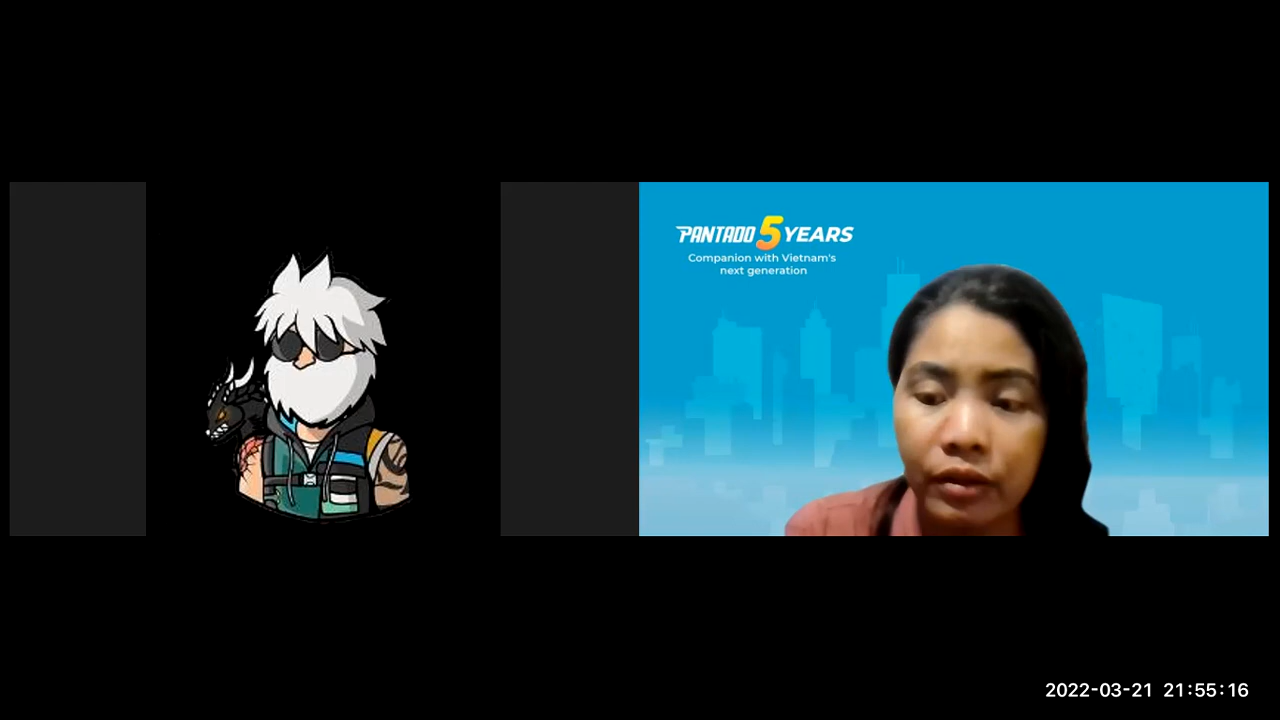 PANTADO 5 YEARS
Companion with Vietnam's
next generation
2022-03-21 21:55:16